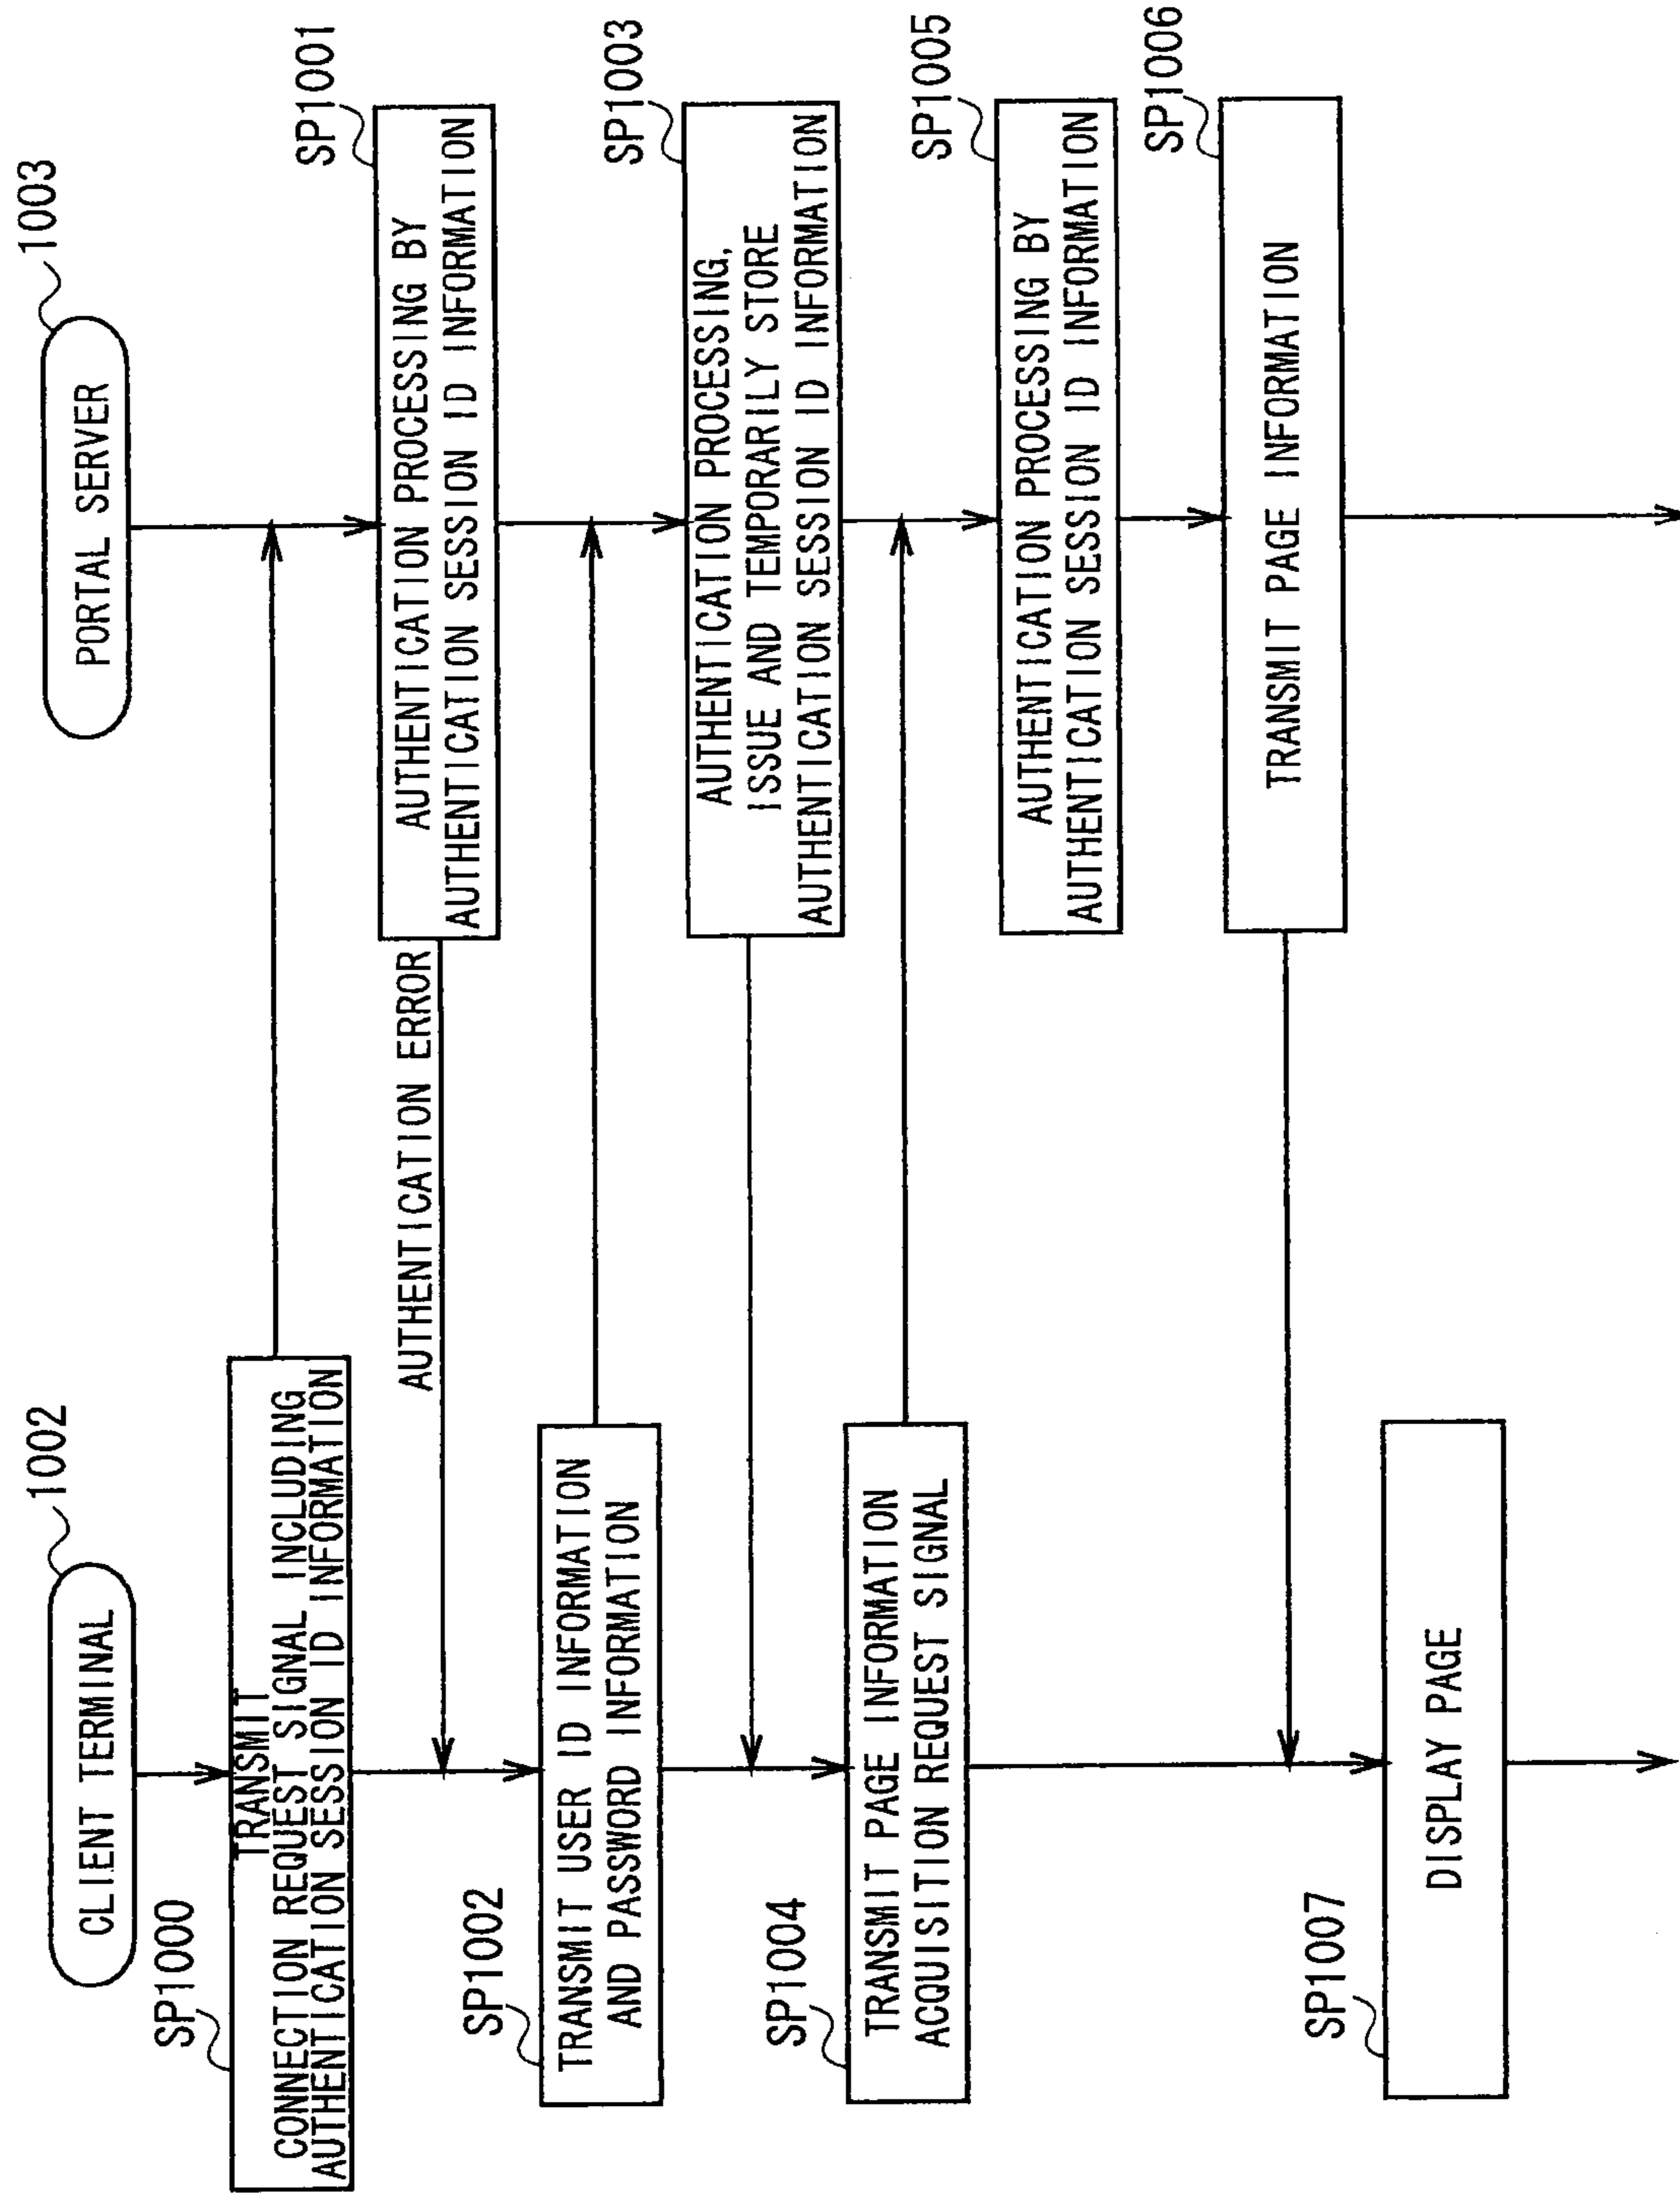 CLIENT TERMINAL
1002
PORTAL SERVER
1003
SP1000
TRANSMIT
CONNECTION REQUEST SIGNAL INCLUDING
AUTHENTICATION SESSION ID INFORMATION
SP1001
AUTHENTICATION PROCESSING BY
AUTHENTICATION SESSION ID INFORMATION
AUTHENTICATION ERROR
SP1002
TRANSMIT USER ID INFORMATION
AND PASSWORD INFORMATION
SP1003
AUTHENTICATION PROCESSING,
ISSUE AND TEMPORARILY STORE
AUTHENTICATION SESSION ID INFORMATION
SP1004
TRANSMIT PAGE INFORMATION
ACQUISITION REQUEST SIGNAL
SP1005
AUTHENTICATION PROCESSING BY
AUTHENTICATION SESSION ID INFORMATION
SP1006
TRANSMIT PAGE INFORMATION
SP1007
DISPLAY PAGE